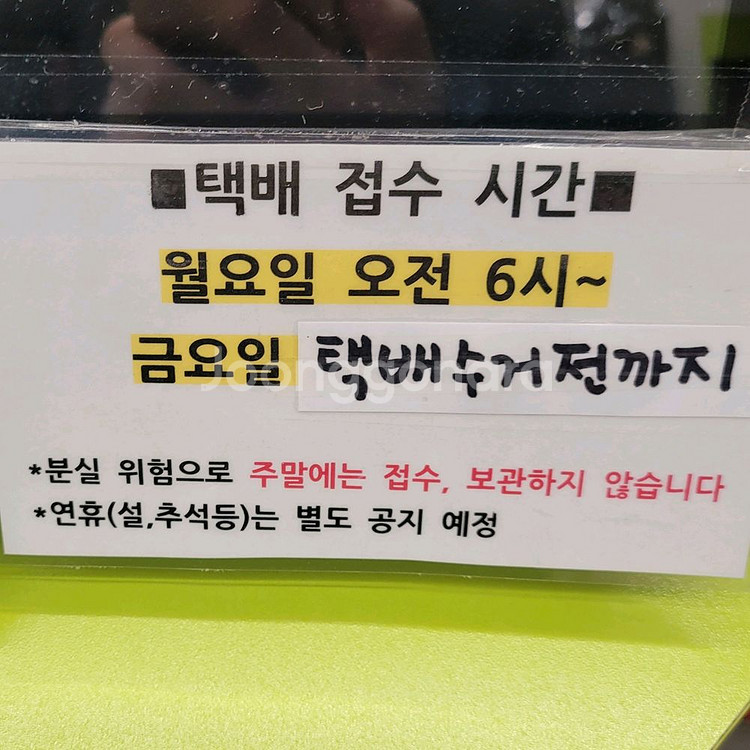 ■택배 접수 시간■
월요일 오전 6시~
금요일 택배수거전까지
Joonggonara
*분실 위험으로 주말에는 접수, 보관하지 않습니다
*연휴(설,추석등)는 별도 공지 예정